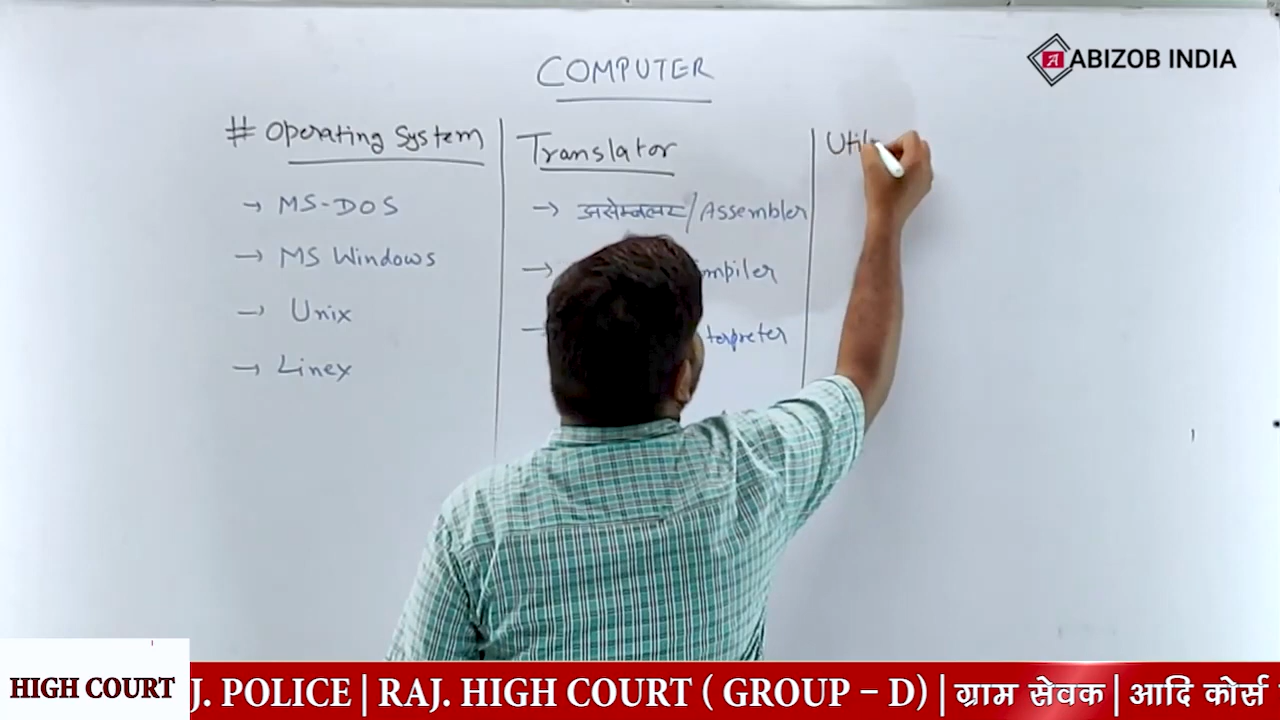 ABIZOB INDIA
COMPUTER
# Operating System
→ MS-DOS
→ MS Windows
→ Unix
→ Linex
Translator
→ असेम्बलर/Assembler
→ mpiler
→ terpreter
Util
HIGH COURT
J. POLICE | RAJ. HIGH COURT ( GROUP – D) | ग्राम सेवक | आदि कोर्स